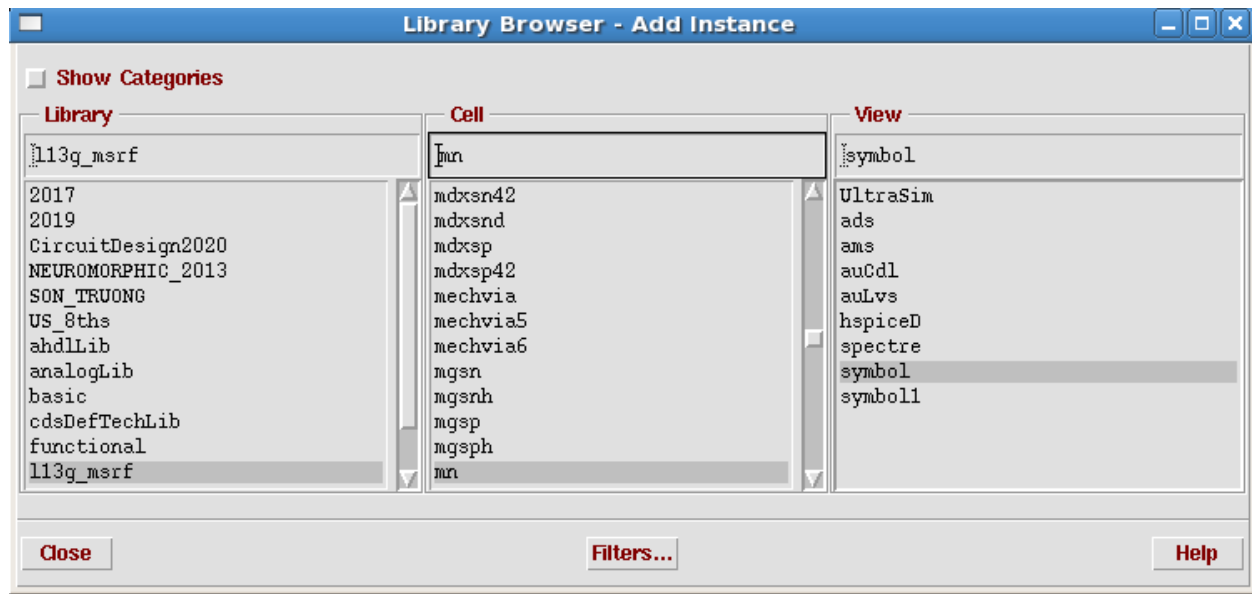 Library Browser - Add Instance
Show Categories
Library
l13g_msrf
2017
2019
CircuitDesign2020
NEUROMORPHIC_2013
SON_TRUONG
US_8ths
ahdlLib
analogLib
basic
cdsDefTechLib
functional
l13g_msrf
Cell
mn
mdxsn42
mdxsnd
mdxsp
mdxsp42
mechvia
mechvia5
mechvia6
mgsn
mgsnh
mgsp
mgsph
mn
View
symbol
UltraSim
ads
ams
auCdl
auLvs
hspiceD
spectre
symbol
symbol1
Close
Filters...
Help